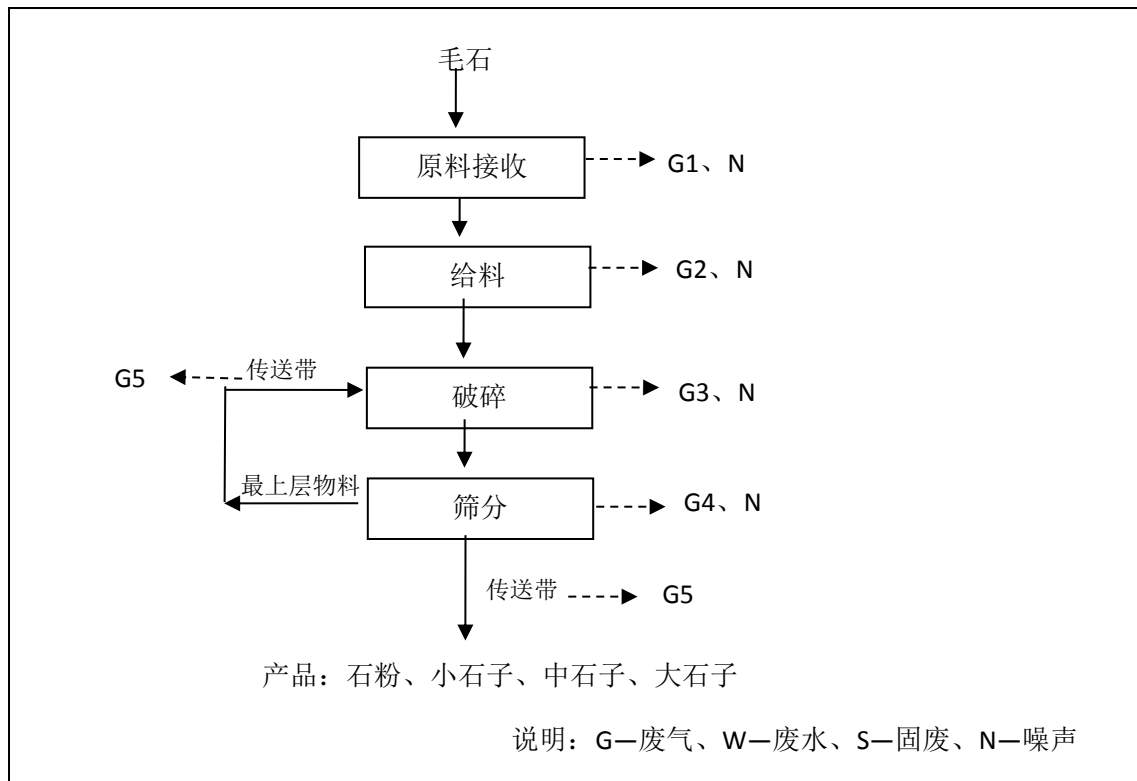 毛石
原料接收
G1、N
给料
G2、N
G5
传送带
破碎
G3、N
最上层物料
筛分
G4、N
传送带
G5
产品：石粉、小石子、中石子、大石子
说明：G—废气、W—废水、S—固废、N—噪声